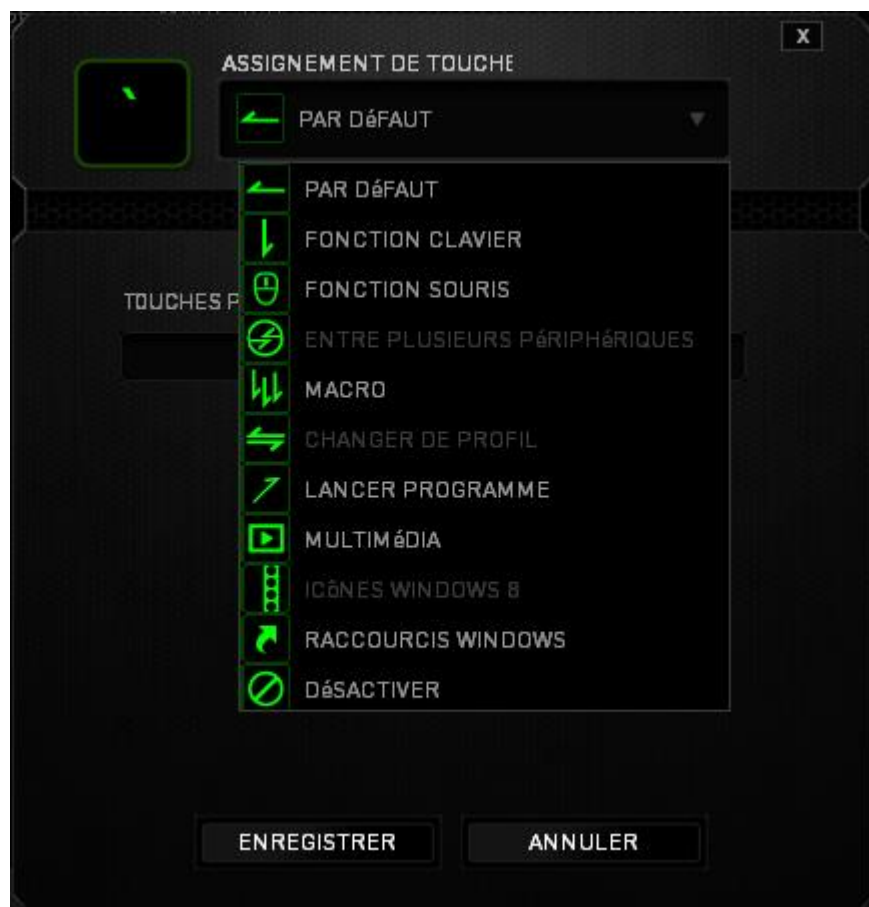 X
ASSIGNEMENT DE TOUCHE
`
PAR DéFAUT
PAR DéFAUT
FONCTION CLAVIER
FONCTION SOURIS
TOUCHES P
ENTRE PLUSIEURS PéRIPHéRIQUES
MACRO
CHANGER DE PROFIL
LANCER PROGRAMME
MULTIMéDIA
ICôNES WINDOWS 8
RACCOURCIS WINDOWS
DéSACTIVER
ENREGISTRER
ANNULER